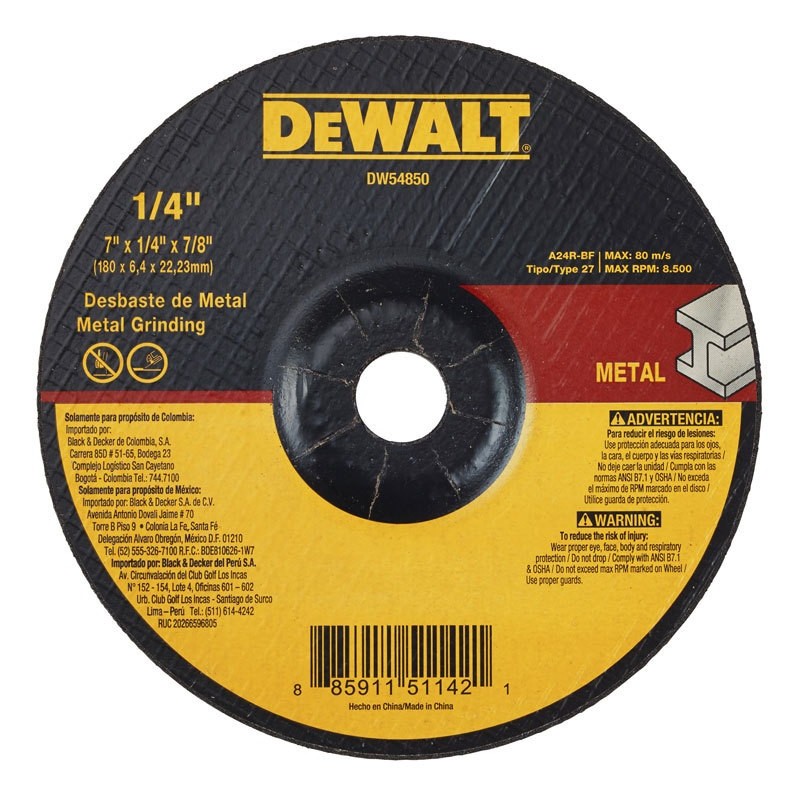 DEWALT®
DW54850
1/4"
7" x 1/4" x 7/8"
(180 x 6,4 x 22,23mm)
Desbaste de Metal
Metal Grinding
A24R-BF | MAX: 80 m/s
Tipo/Type 27 | MAX RPM: 8.500
METAL
Solamente para propósito de Colombia:
Importado por:
Black & Decker de Colombia, S.A.
Carrera 85D # 51-65, Bodega 23
Complejo Logístico San Cayetano
Bogotá - Colombia Tel.: 744.7100
Solamente para propósito de México:
Importado por: Black & Decker S.A. de C.V.
Avenida Antonio Dovali Jaime # 70
Torre B Piso 9 • Colonia La Fe, Santa Fé
Delegación Alvaro Obregón, México D.F. 01210
Tel. (52) 555-326-7100 R.F.C.: BDE810626-1W7
Importado por: Black & Decker del Perú S.A.
Av. Circunvalación del Club Golf Los Incas
N° 152 - 154, Lote 4, Oficinas 601 – 602
Urb. Club Golf Los Incas - Santiago de Surco
Lima – Perú Tel.: (511) 614-4242
RUC 20266596805
ADVERTENCIA:
Para reducir el riesgo de lesiones:
Use protección adecuada para los ojos,
la cara, el cuerpo y las vías respiratorias /
No deje caer la unidad / Cumpla con las
normas ANSI B7.1 y OSHA / No exceda
el máximo de RPM marcado en el disco /
Utilice guarda de protección.
WARNING:
To reduce the risk of injury:
Wear proper eye, face, body and respiratory
protection / Do not drop / Comply with ANSI B7.1
& OSHA / Do not exceed max RPM marked on Wheel /
Use proper guards.
8 85911 51142 1
Hecho en China/Made in China